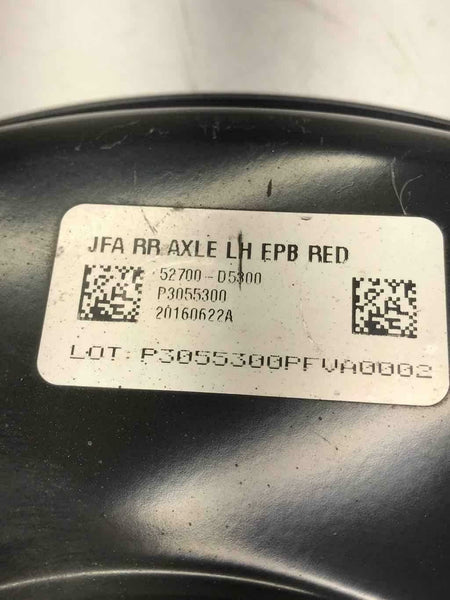 JFA RR AXLE LH EPB RED
52700-D5300
P3055300
20160622A
LOT: P3055300PFVA0002